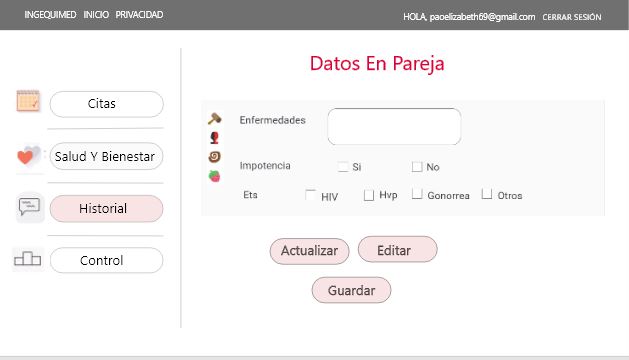 INGEQUIMED INICIO PRIVACIDAD HOLA, paoelizabeth69@gmail.com CERRAR SESIÓN
Datos En Pareja
Citas
Salud Y Bienestar
Historial
Control
Enfermedades
Impotencia Si No
Ets HIV Hvp Gonorrea Otros
Actualizar Editar
Guardar